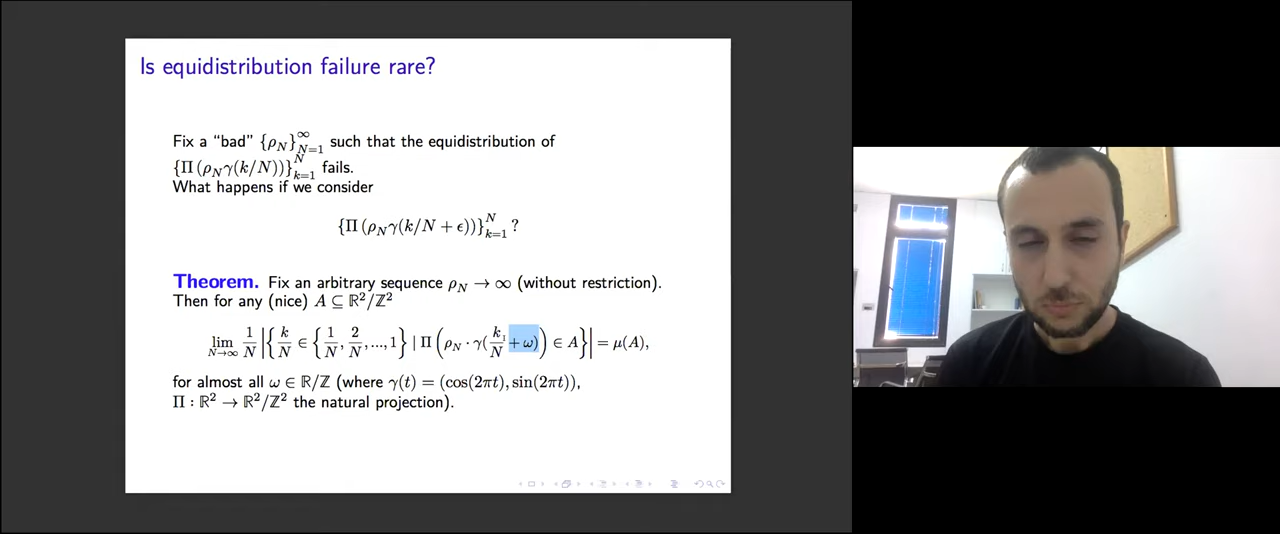 Is equidistribution failure rare?
Fix a “bad” {ρ_N}_{N=1}^∞ such that the equidistribution of
{Π (ρ_N γ(k/N))}_{k=1}^N fails.
What happens if we consider
{Π (ρ_N γ(k/N + ϵ))}_{k=1}^N ?
Theorem. Fix an arbitrary sequence ρ_N → ∞ (without restriction).
Then for any (nice) A ⊆ ℝ²/ℤ²
lim_{N→∞} 1/N |{ k/N ∈ { 1/N, 2/N, ..., 1 } | Π ( ρ_N · γ( k/N + ω) ) ∈ A }| = μ(A),
for almost all ω ∈ ℝ/ℤ (where γ(t) = (cos(2πt), sin(2πt)),
Π : ℝ² → ℝ²/ℤ² the natural projection).